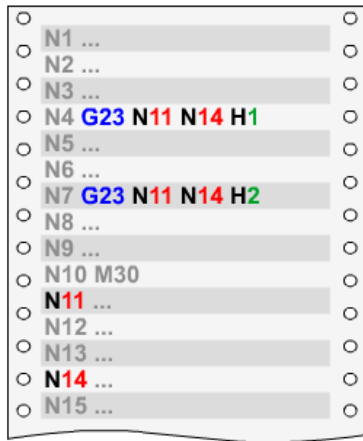 N1 ...
N2 ...
N3 ...
N4 G23 N11 N14 H1
N5 ...
N6 ...
N7 G23 N11 N14 H2
N8 ...
N9 ...
N10 M30
N11 ...
N12 ...
N13 ...
N14 ...
N15 ...